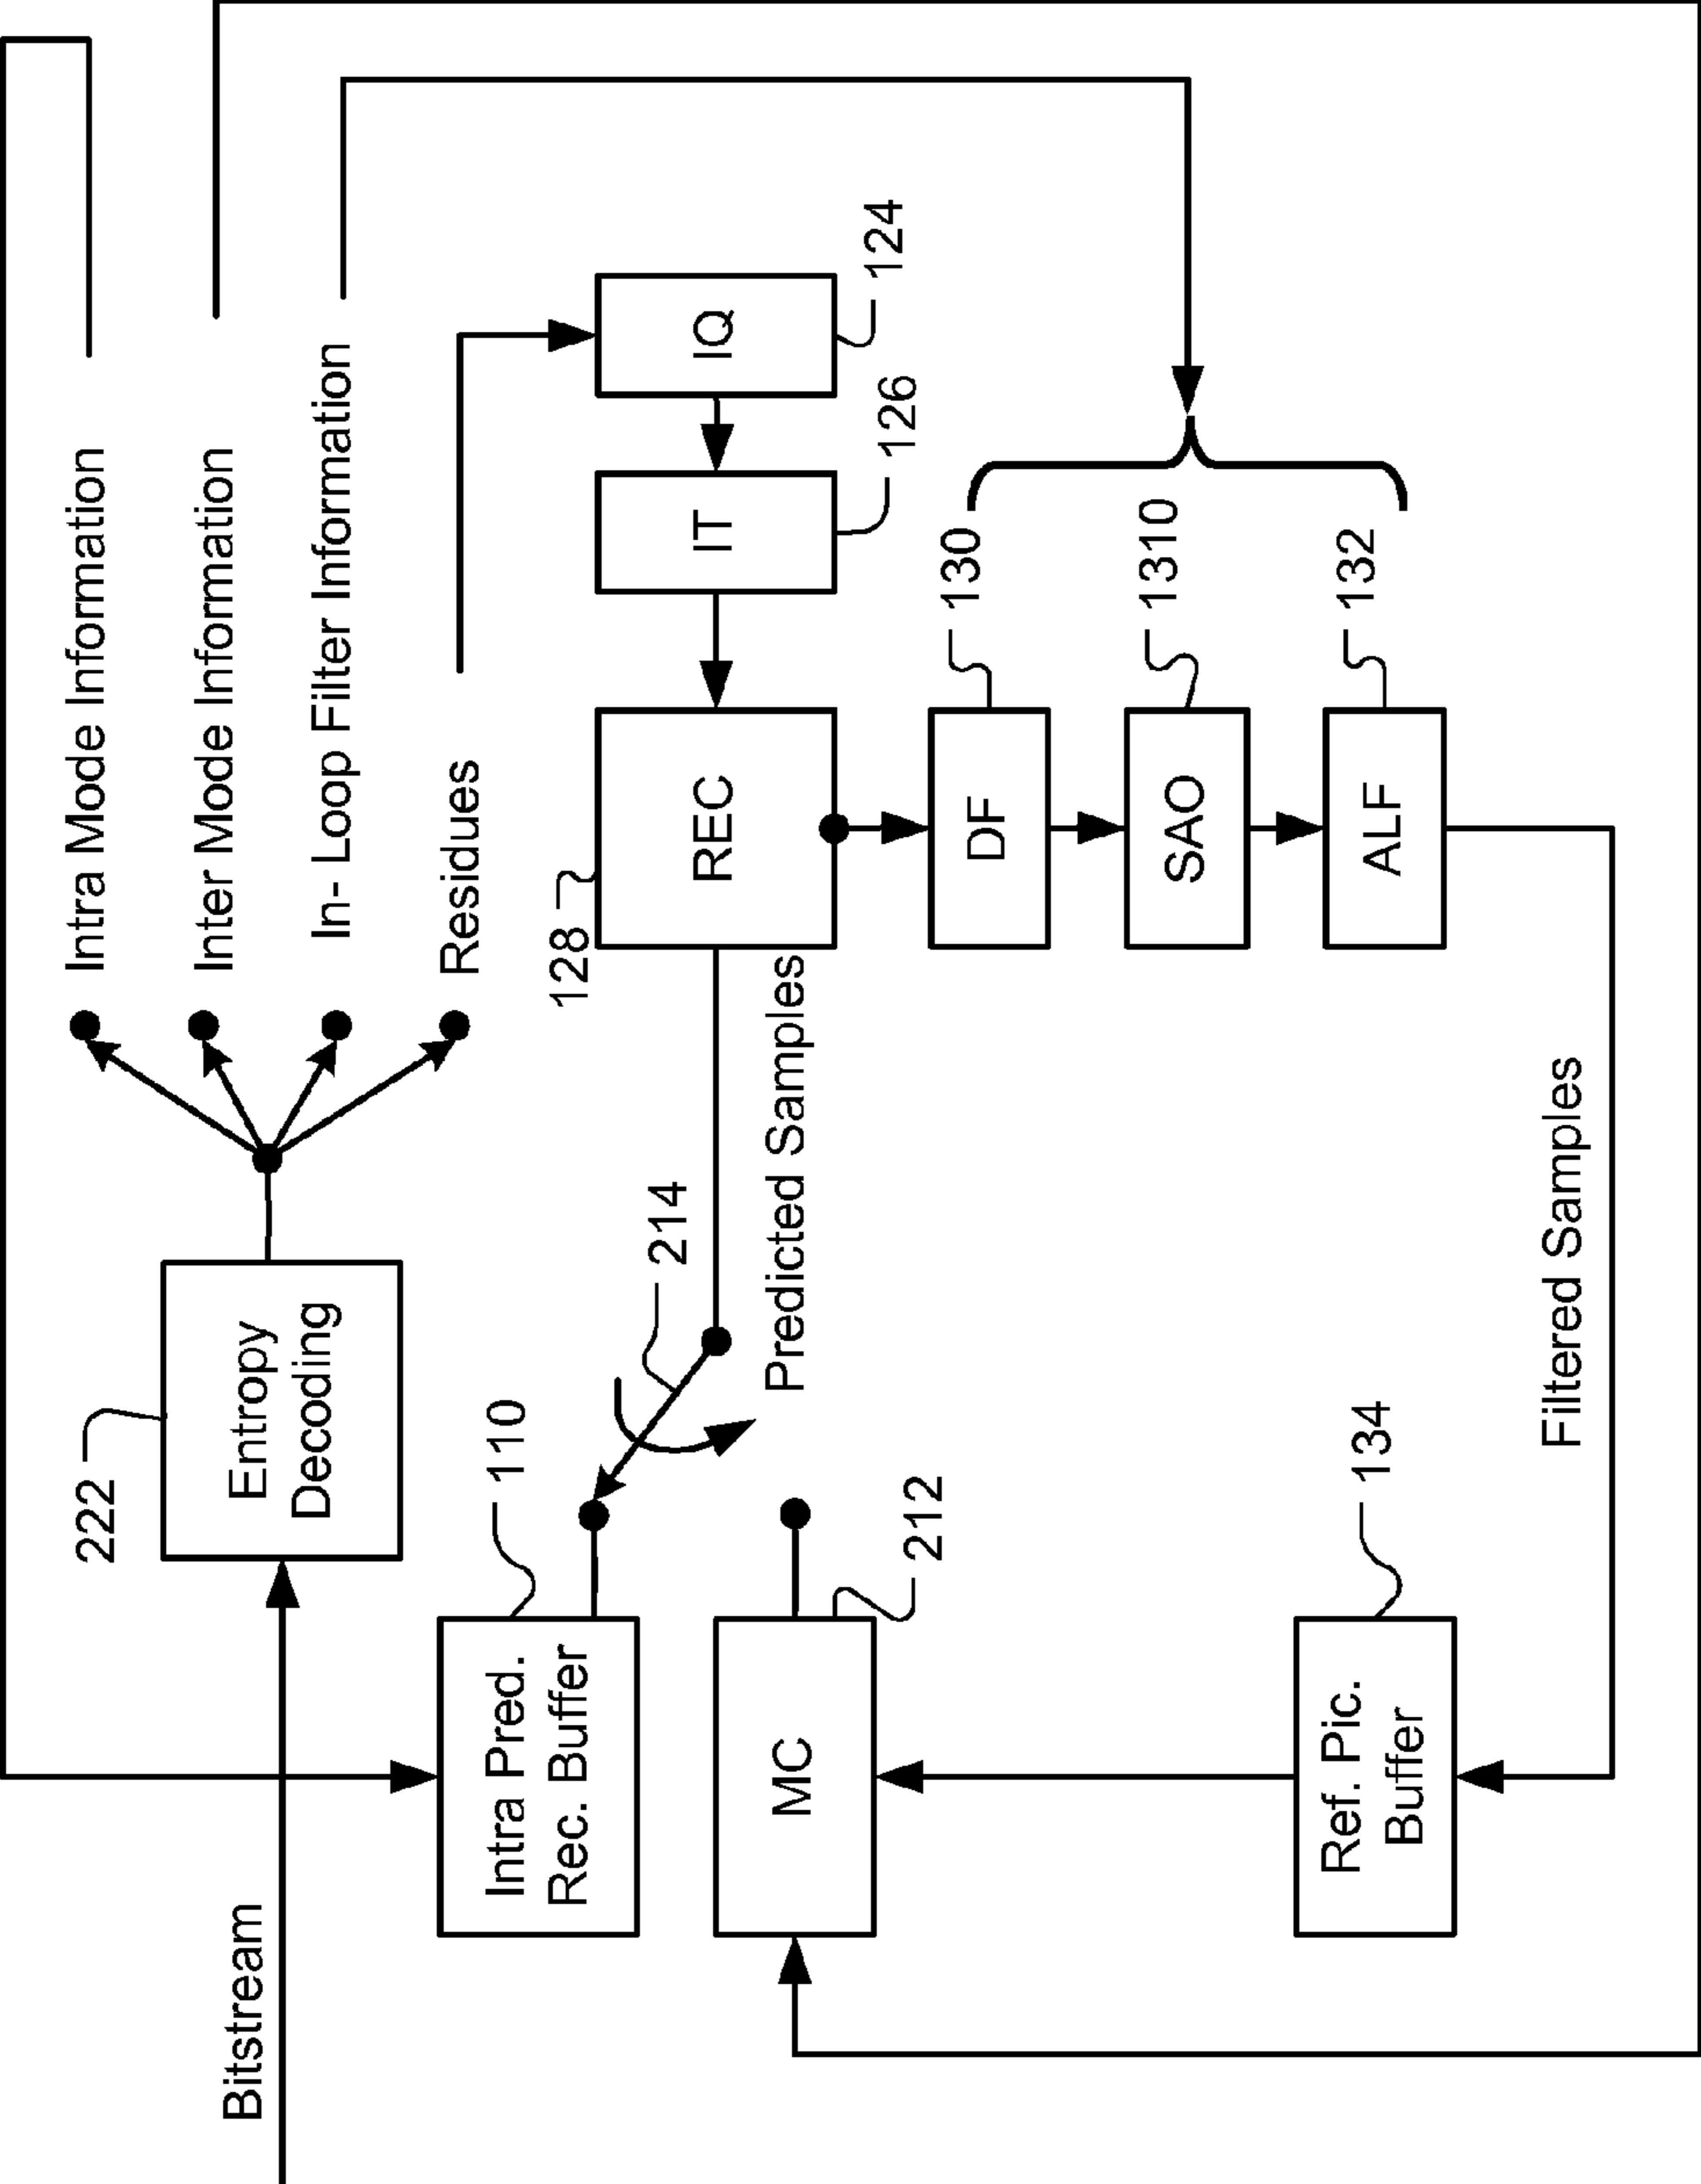 Intra Mode Information
Inter Mode Information
In- Loop Filter Information
Residues
222
Entropy
Decoding
Bitstream
110
Intra Pred.
Rec. Buffer
214
128
REC
IT
126
IQ
124
Predicted Samples
212
MC
DF
130
SAO
1310
ALF
132
134
Ref. Pic.
Buffer
Filtered Samples